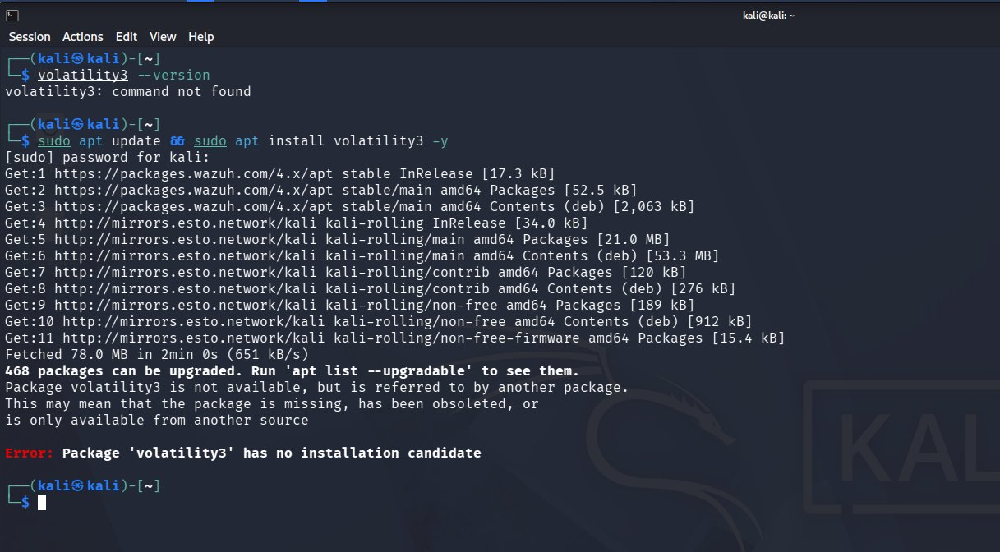 kali@kali: ~
Session Actions Edit View Help
┌──(kali㉿kali)-[~]
└─$ volatility3 --version
volatility3: command not found
┌──(kali㉿kali)-[~]
└─$ sudo apt update && sudo apt install volatility3 -y
[sudo] password for kali:
Get:1 https://packages.wazuh.com/4.x/apt stable InRelease [17.3 kB]
Get:2 https://packages.wazuh.com/4.x/apt stable/main amd64 Packages [52.5 kB]
Get:3 https://packages.wazuh.com/4.x/apt stable/main amd64 Contents (deb) [2,063 kB]
Get:4 http://mirrors.esto.network/kali kali-rolling InRelease [34.0 kB]
Get:5 http://mirrors.esto.network/kali kali-rolling/main amd64 Packages [21.0 MB]
Get:6 http://mirrors.esto.network/kali kali-rolling/main amd64 Contents (deb) [53.3 MB]
Get:7 http://mirrors.esto.network/kali kali-rolling/contrib amd64 Packages [120 kB]
Get:8 http://mirrors.esto.network/kali kali-rolling/contrib amd64 Contents (deb) [276 kB]
Get:9 http://mirrors.esto.network/kali kali-rolling/non-free amd64 Packages [189 kB]
Get:10 http://mirrors.esto.network/kali kali-rolling/non-free amd64 Contents (deb) [912 kB]
Get:11 http://mirrors.esto.network/kali kali-rolling/non-free-firmware amd64 Packages [15.4 kB]
Fetched 78.0 MB in 2min 0s (651 kB/s)
468 packages can be upgraded. Run 'apt list --upgradable' to see them.
Package volatility3 is not available, but is referred to by another package.
This may mean that the package is missing, has been obsoleted, or
is only available from another source
Error: Package 'volatility3' has no installation candidate
┌──(kali㉿kali)-[~]
└─$
KAL